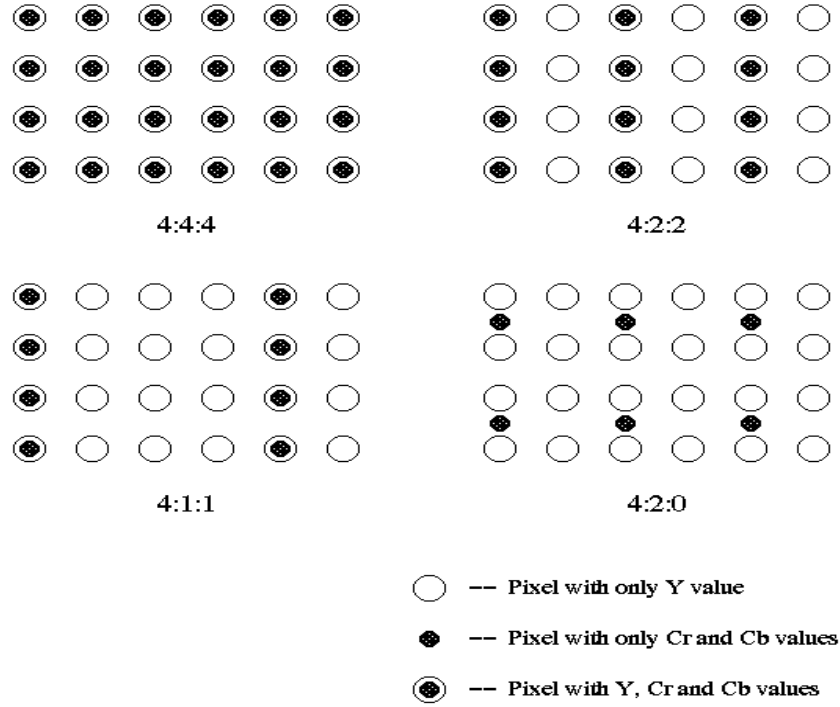 4:4:4
4:2:2
4:1:1
4:2:0
-- Pixel with only Y value
-- Pixel with only Cr and Cb values
-- Pixel with Y, Cr and Cb values